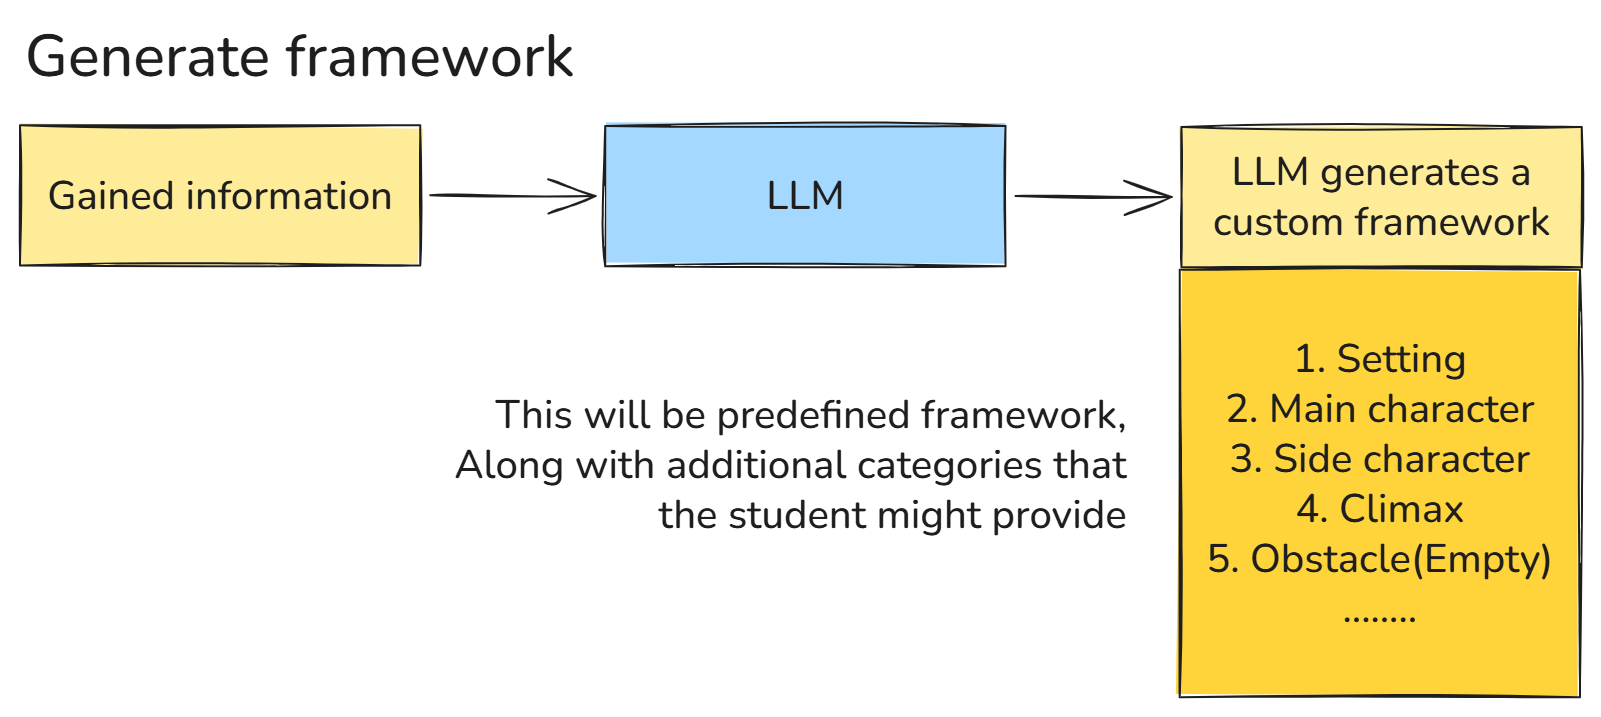 Generate framework
Gained information
LLM
LLM generates a
custom framework
This will be predefined framework,
Along with additional categories that
the student might provide
1. Setting
2. Main character
3. Side character
4. Climax
5. Obstacle(Empty)
........